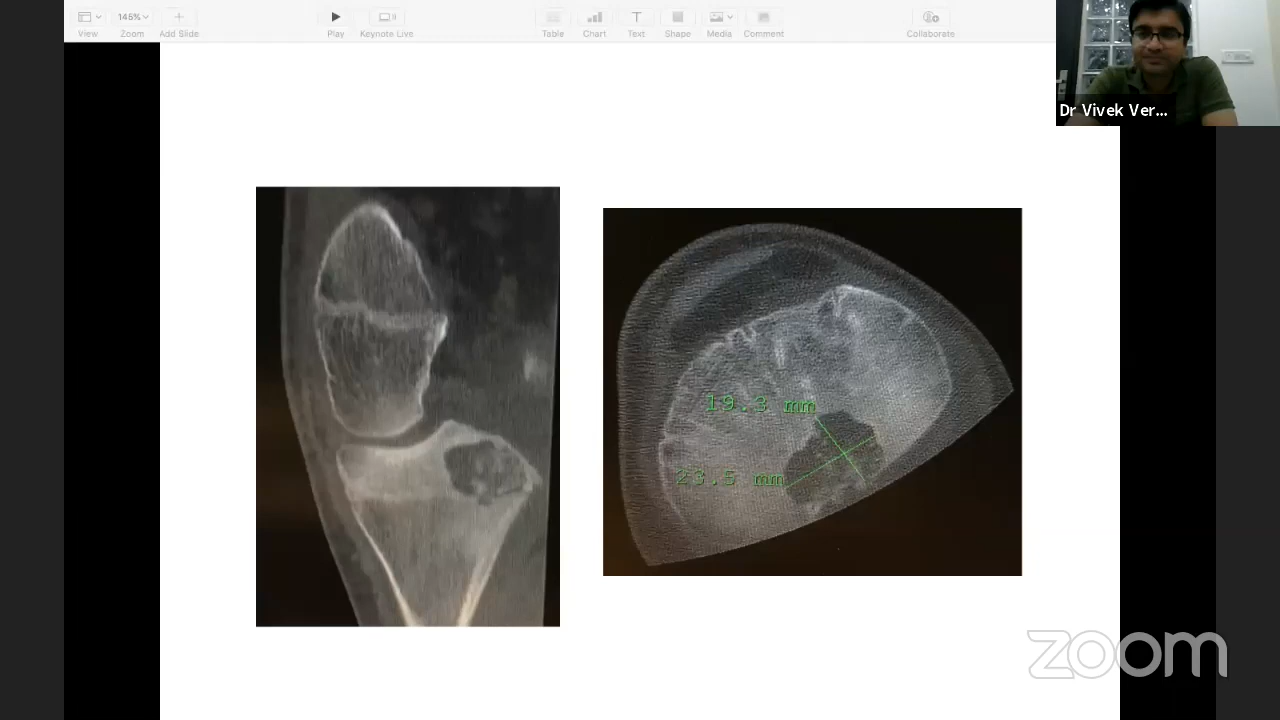 145%
View
Zoom
Add Slide
Play
Keynote Live
Table
Chart
Text
Shape
Media
Comment
Collaborate
Dr Vivek Ver...
19.3 mm
23.5 mm
zoom